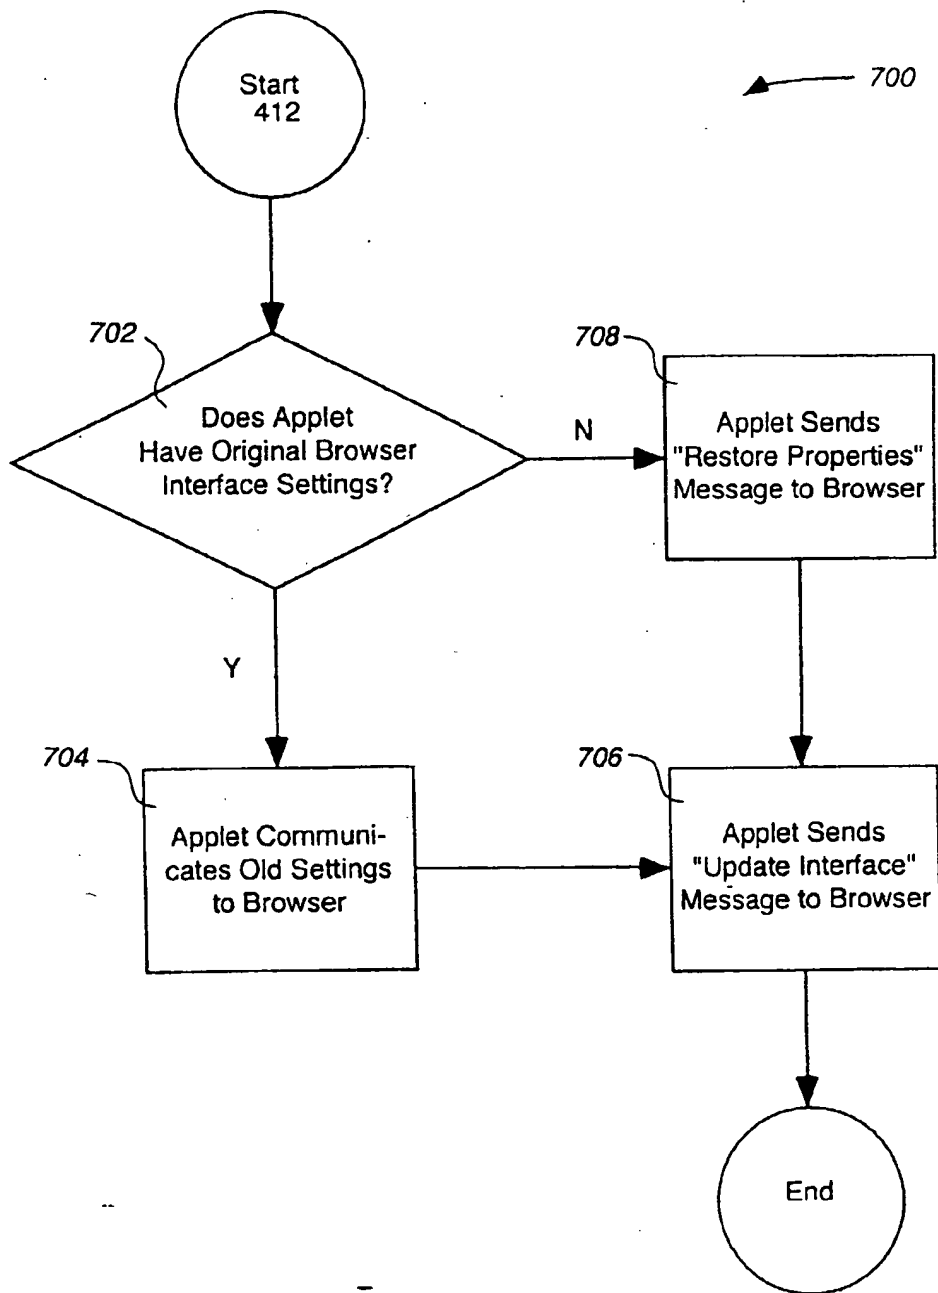 Start
412
700
702
Does Applet
Have Original Browser
Interface Settings?
N
708
Applet Sends
"Restore Properties"
Message to Browser
Y
704
Applet Communi-
cates Old Settings
to Browser
706
Applet Sends
"Update Interface"
Message to Browser
End